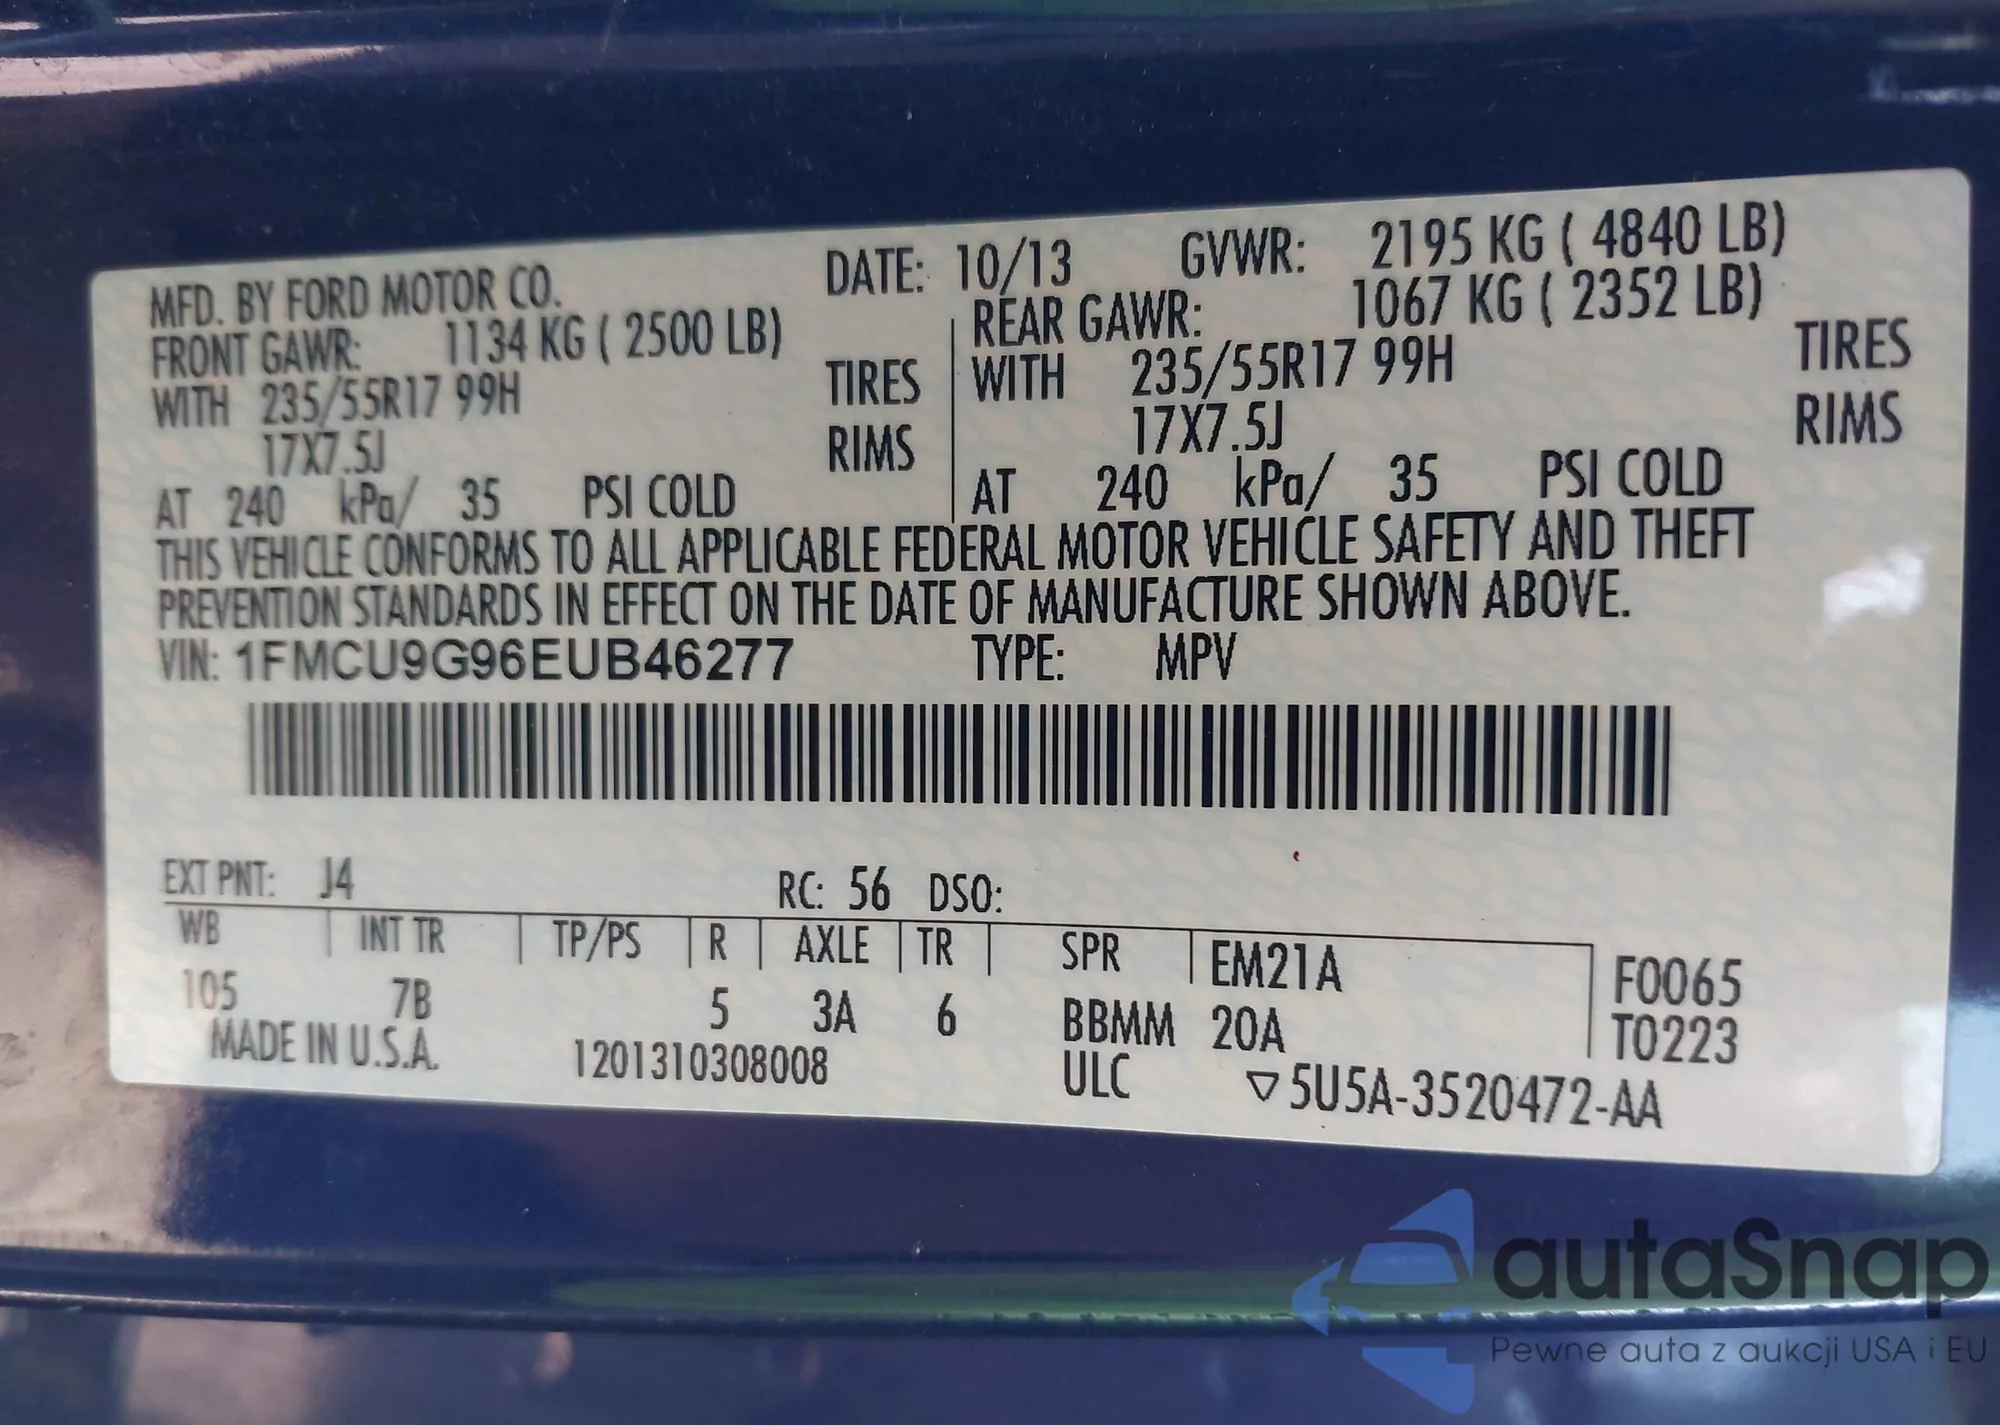 MFD. BY FORD MOTOR CO. DATE: 10/13 GVWR: 2195 KG ( 4840 LB)
FRONT GAWR: 1134 KG ( 2500 LB) REAR GAWR: 1067 KG ( 2352 LB)
WITH 235/55R17 99H TIRES WITH 235/55R17 99H TIRES
17X7.5J RIMS 17X7.5J RIMS
AT 240 kPa/ 35 PSI COLD AT 240 kPa/ 35 PSI COLD
THIS VEHICLE CONFORMS TO ALL APPLICABLE FEDERAL MOTOR VEHICLE SAFETY AND THEFT
PREVENTION STANDARDS IN EFFECT ON THE DATE OF MANUFACTURE SHOWN ABOVE.
VIN: 1FMCU9G96EUB46277 TYPE: MPV
EXT PNT: J4 RC: 56 DSO:
WB INT TR TP/PS R AXLE TR SPR EM21A F0065
105 7B 5 3A 6 BBMM 20A T0223
MADE IN U.S.A. 1201310308008 ULC ▽5U5A-3520472-AA
autaSnap
Pewne auta z aukcji USA i EU